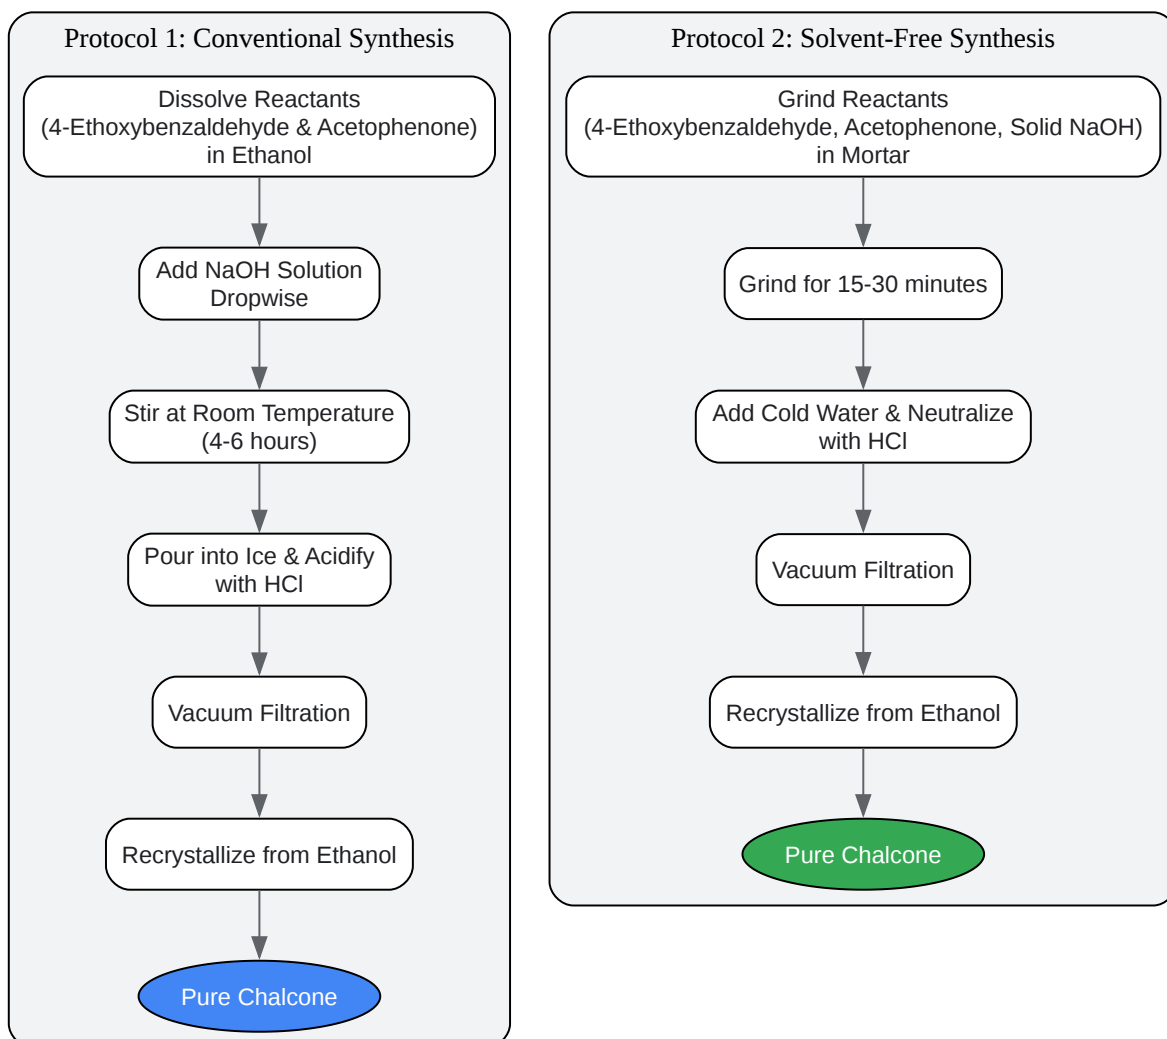 Protocol 1: Conventional Synthesis
Dissolve Reactants
(4-Ethoxybenzaldehyde & Acetophenone)
in Ethanol
Add NaOH Solution
Dropwise
Stir at Room Temperature
(4-6 hours)
Pour into Ice & Acidify
with HCl
Vacuum Filtration
Recrystallize from Ethanol
Pure Chalcone
Protocol 2: Solvent-Free Synthesis
Grind Reactants
(4-Ethoxybenzaldehyde, Acetophenone, Solid NaOH)
in Mortar
Grind for 15-30 minutes
Add Cold Water & Neutralize
with HCl
Vacuum Filtration
Recrystallize from Ethanol
Pure Chalcone